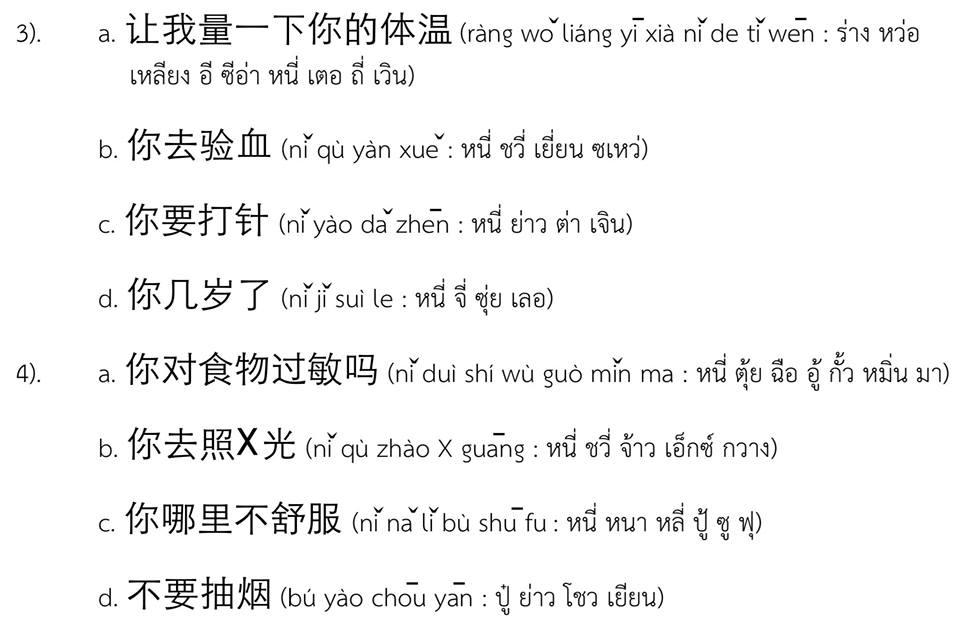 3). a. 让我量一下你的体温 (ràng wǒ liáng yī xià nǐ de tǐ wēn : ร่าง หว่อ
เหลียง อี ซีอ่า หนี่ เตอ ถี่ เวิน)
b. 你去验血 (nǐ qù yàn xuě : หนี่ ชวี่ เยี่ยน ซเหว่)
c. 你要打针 (nǐ yào dǎ zhēn : หนี่ ย่าว ต่า เจิน)
d. 你几岁了 (nǐ jǐ suì le : หนี่ จี่ ซุ่ย เลอ)
4). a. 你对食物过敏吗 (nǐ duì shí wù guò mǐn ma : หนี่ ตุ้ย ฉือ อู้ กั้ว หมิ่น มา)
b. 你去照X光 (nǐ qù zhào X guāng : หนี่ ชวี่ จ้าว เอ็กซ์ กวาง)
c. 你哪里不舒服 (nǐ nǎ lǐ bù shū fu : หนี่ หนา หลี่ ปู้ ซู ฟุ)
d. 不要抽烟 (bú yào chōu yān : ปู๋ ย่าว โชว เยียน)